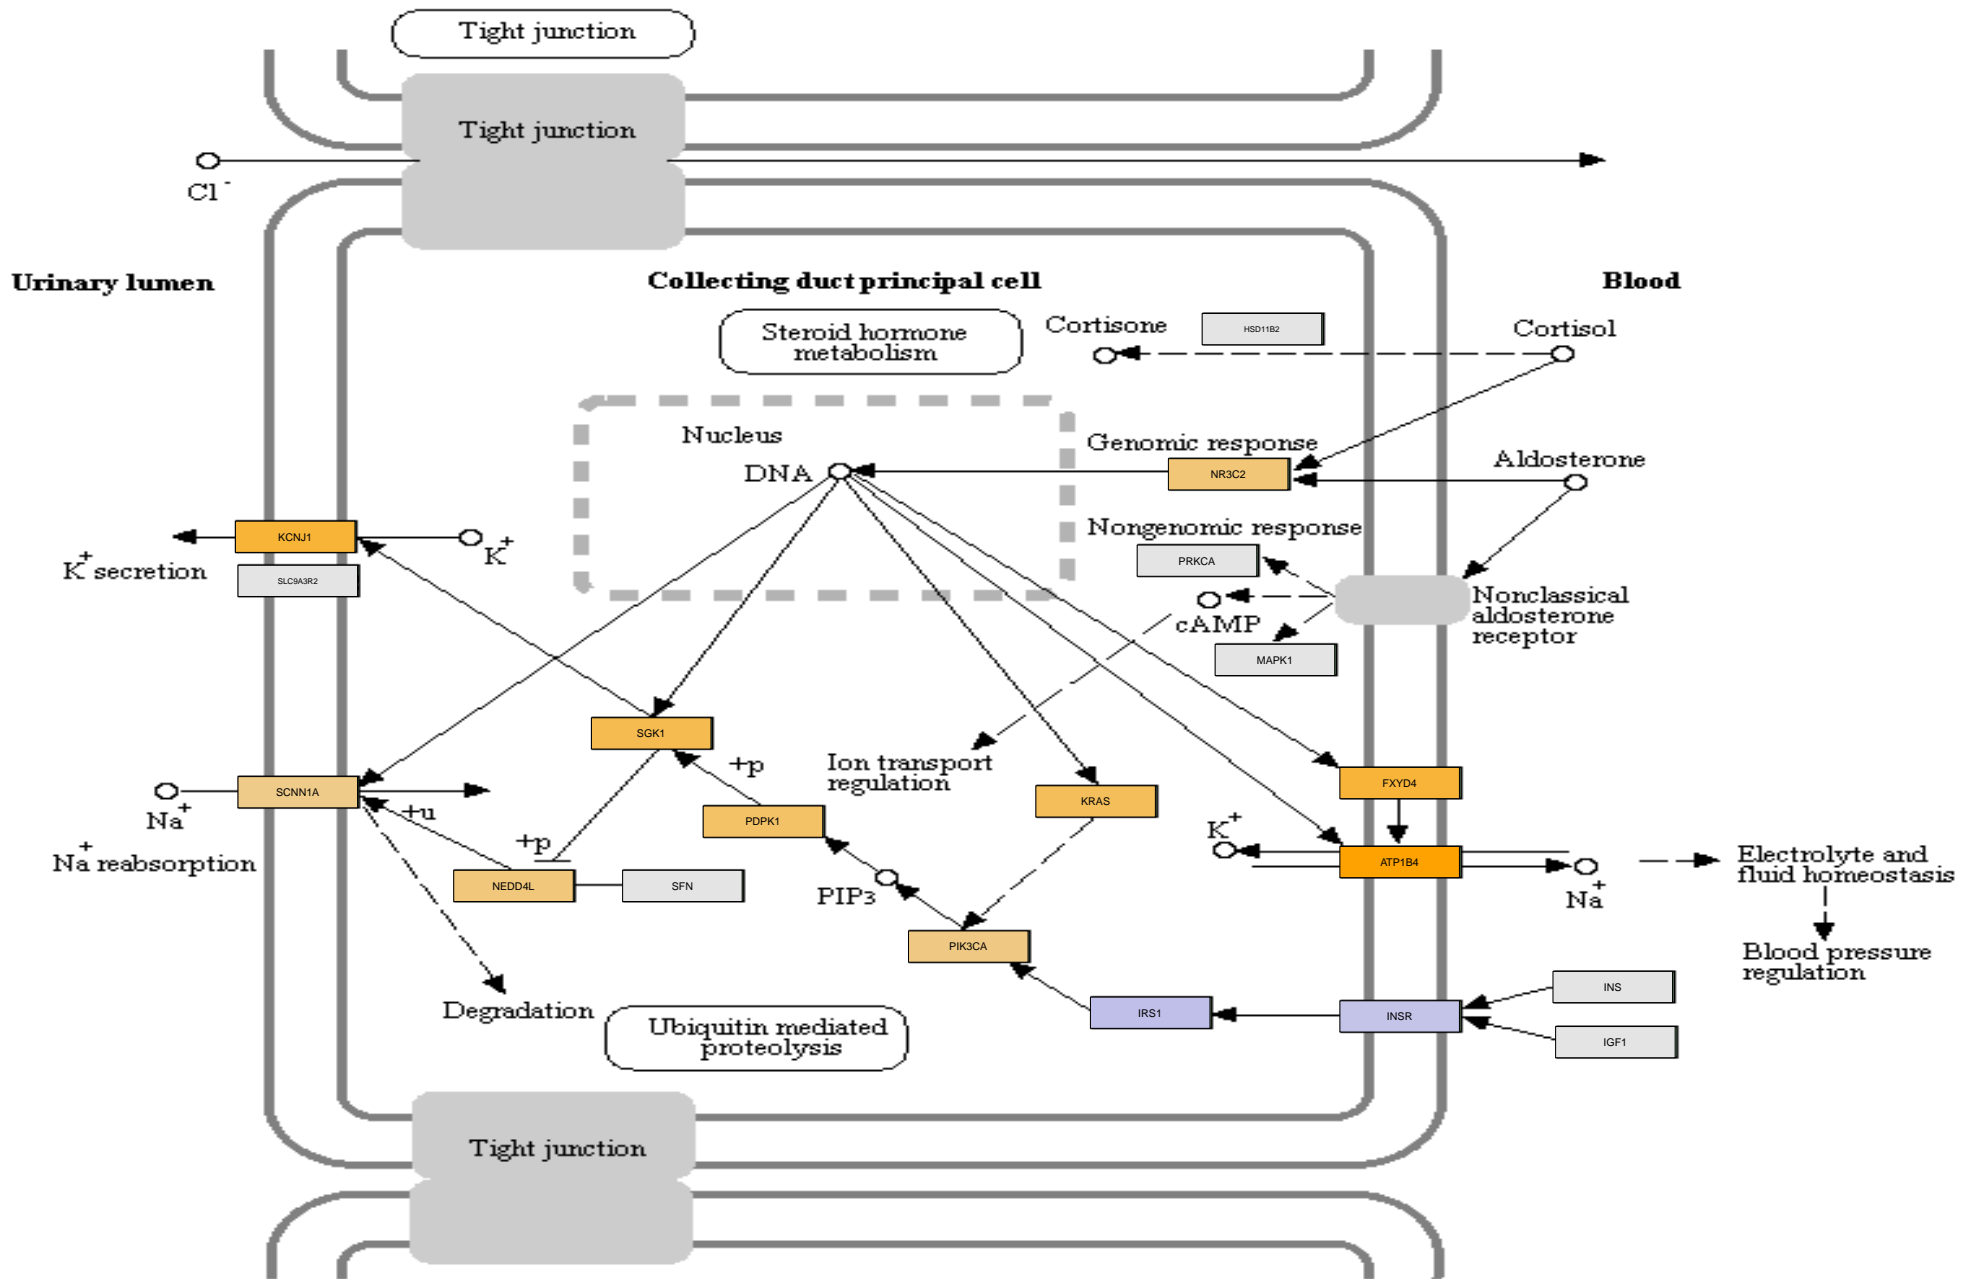 Tight junction
Tight junction
Cl -
Urinary lumen
Collecting duct principal cell
Blood
Steroid hormone
metabolism
Cortisone
HSD11B2
Cortisol
Nucleus
DNA
Genomic response
NR3C2
Aldosterone
Nongenomic response
PRKCA
cAMP
MAPK1
Nonclassical
aldosterone
receptor
KCNJ1
K+
K+ secretion
SLC9A3R2
SGK1
+p
Ion transport
regulation
PDPK1
KRAS
FXYD4
SCNN1A
Na+
Na+ reabsorption
+u
+p
NEDD4L
SFN
PIP3
K+
ATP1B4
Na+
Electrolyte and
fluid homeostasis
Blood pressure
regulation
PIK3CA
Degradation
Ubiquitin mediated
proteolysis
IRS1
INSR
INS
IGF1
Tight junction